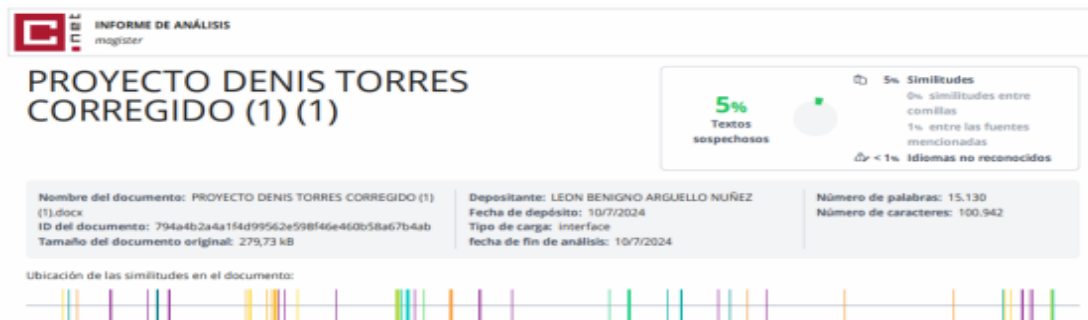 C .net
INFORME DE ANÁLISIS
magister
PROYECTO DENIS TORRES
CORREGIDO (1) (1)
5%
Textos
sospechosos
5% Similitudes
0% similitudes entre
comillas
1% entre las fuentes
mencionadas
< 1% Idiomas no reconocidos
Nombre del documento: PROYECTO DENIS TORRES CORREGIDO (1)
(1).docx
ID del documento: 794a4b2a4a1f4d99562e598f46e460b58a67b4ab
Tamaño del documento original: 279,73 kB
Depositante: LEON BENIGNO ARGUELLO NUÑEZ
Fecha de depósito: 10/7/2024
Tipo de carga: interface
fecha de fin de análisis: 10/7/2024
Número de palabras: 15.130
Número de caracteres: 100.942
Ubicación de las similitudes en el documento: